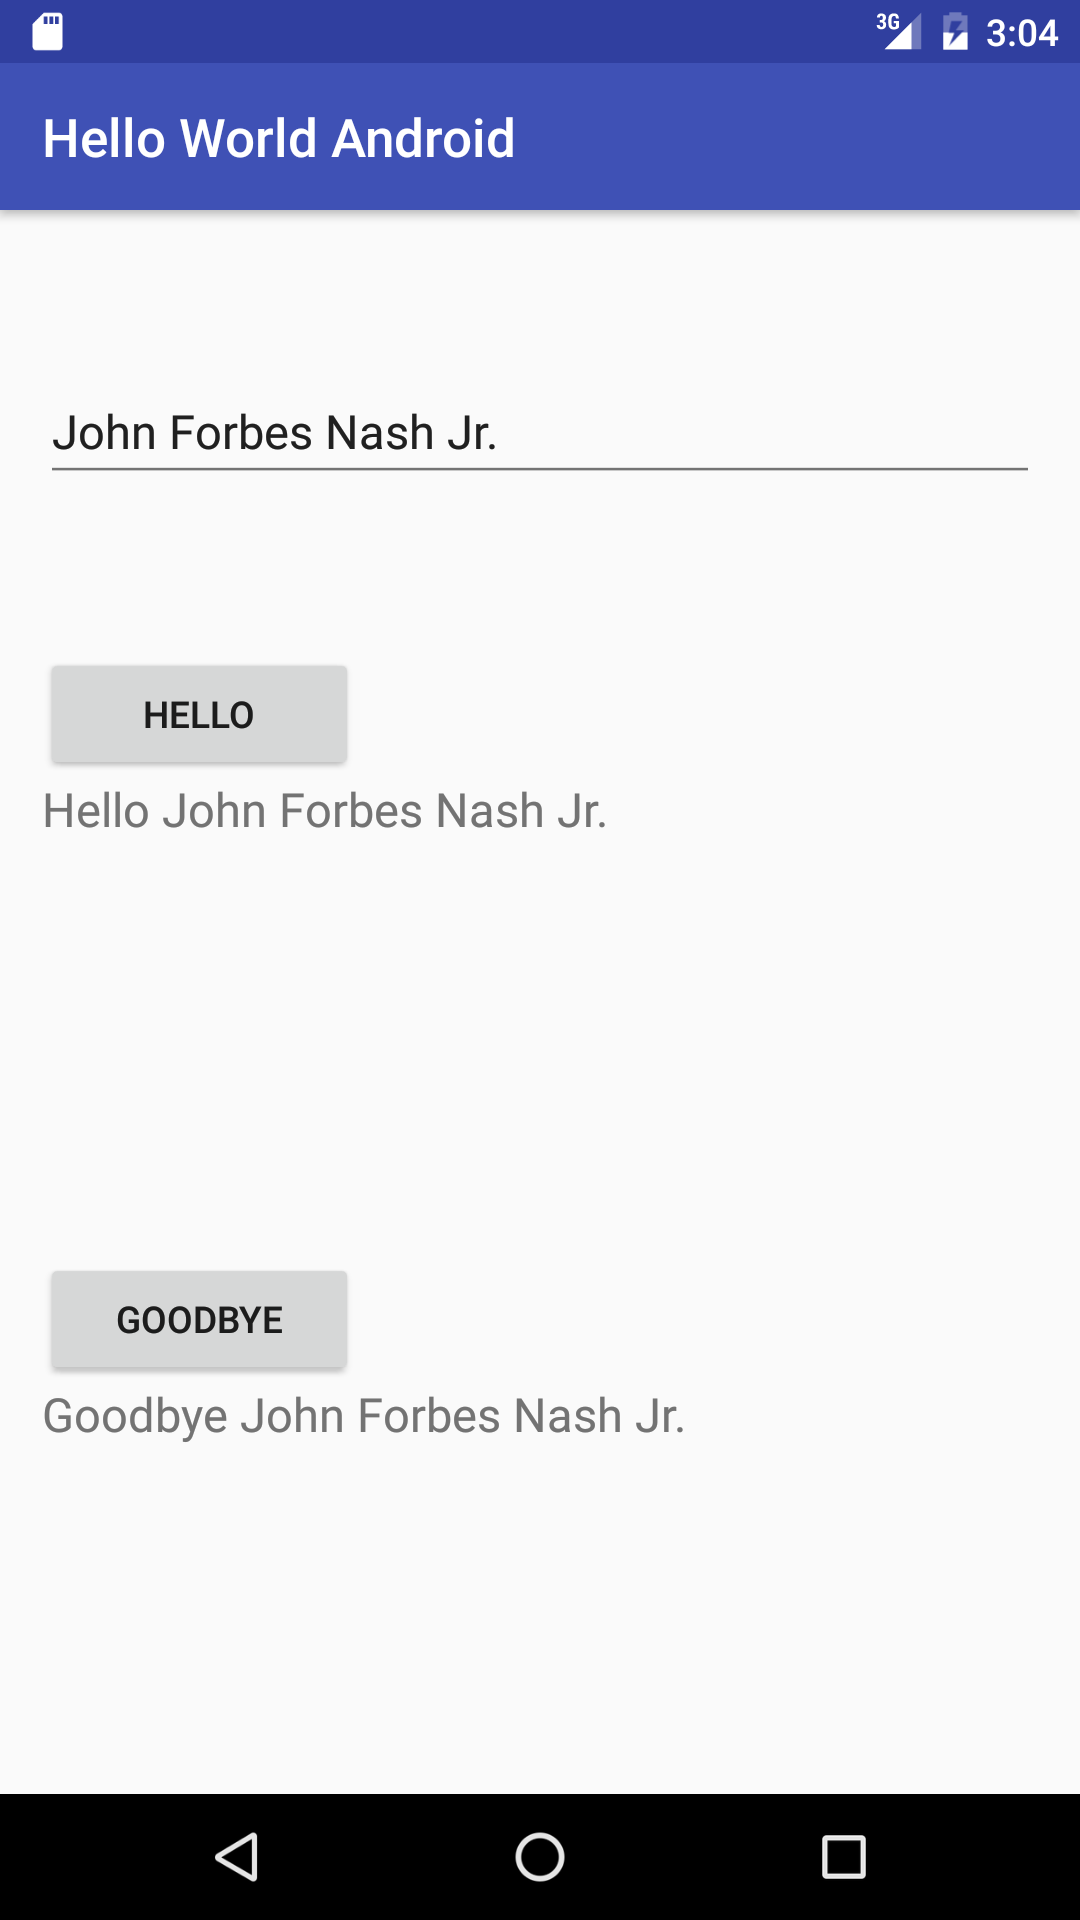 3G 3:04
Hello World Android
John Forbes Nash Jr.
HELLO
Hello John Forbes Nash Jr.
GOODBYE
Goodbye John Forbes Nash Jr.